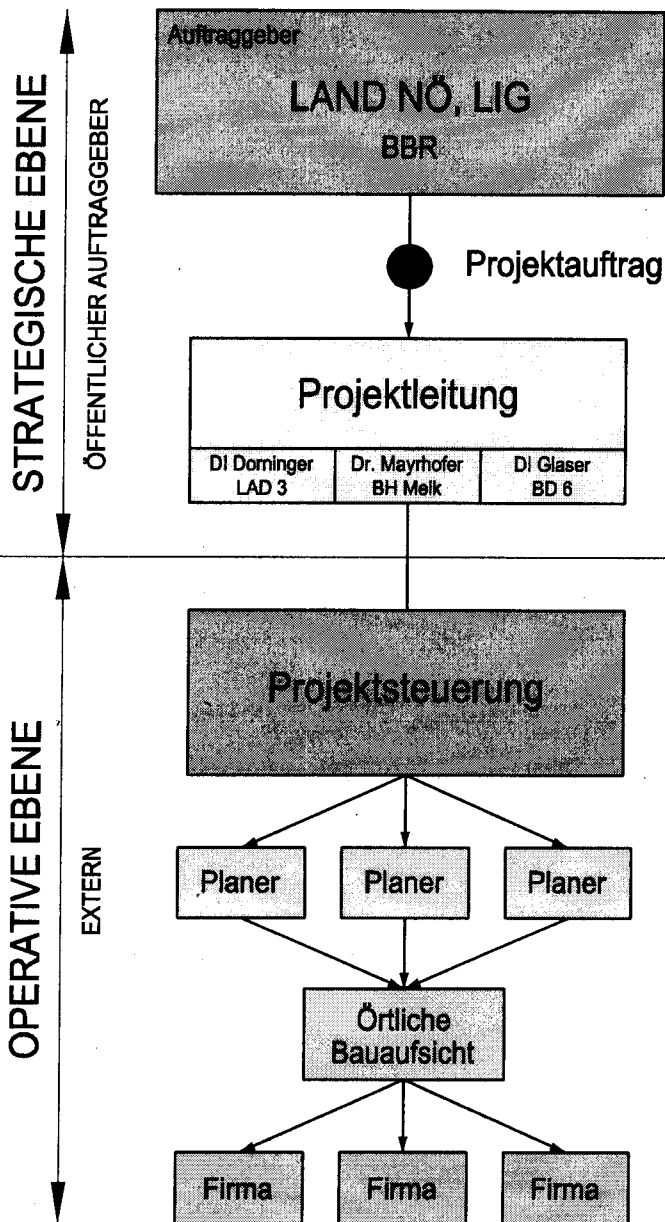 STRATEGISCHE EBENE
ÖFFENTLICHER AUFTRAGGEBER
Auftraggeber
LAND NÖ, LIG
BBR
Projektauftrag
Projektleitung
DI Dorninger
LAD 3
Dr. Mayrhofer
BH Melk
DI Glaser
BD 6
OPERATIVE EBENE
EXTERN
Projektsteuerung
Planer
Planer
Planer
Örtliche
Bauaufsicht
Firma
Firma
Firma